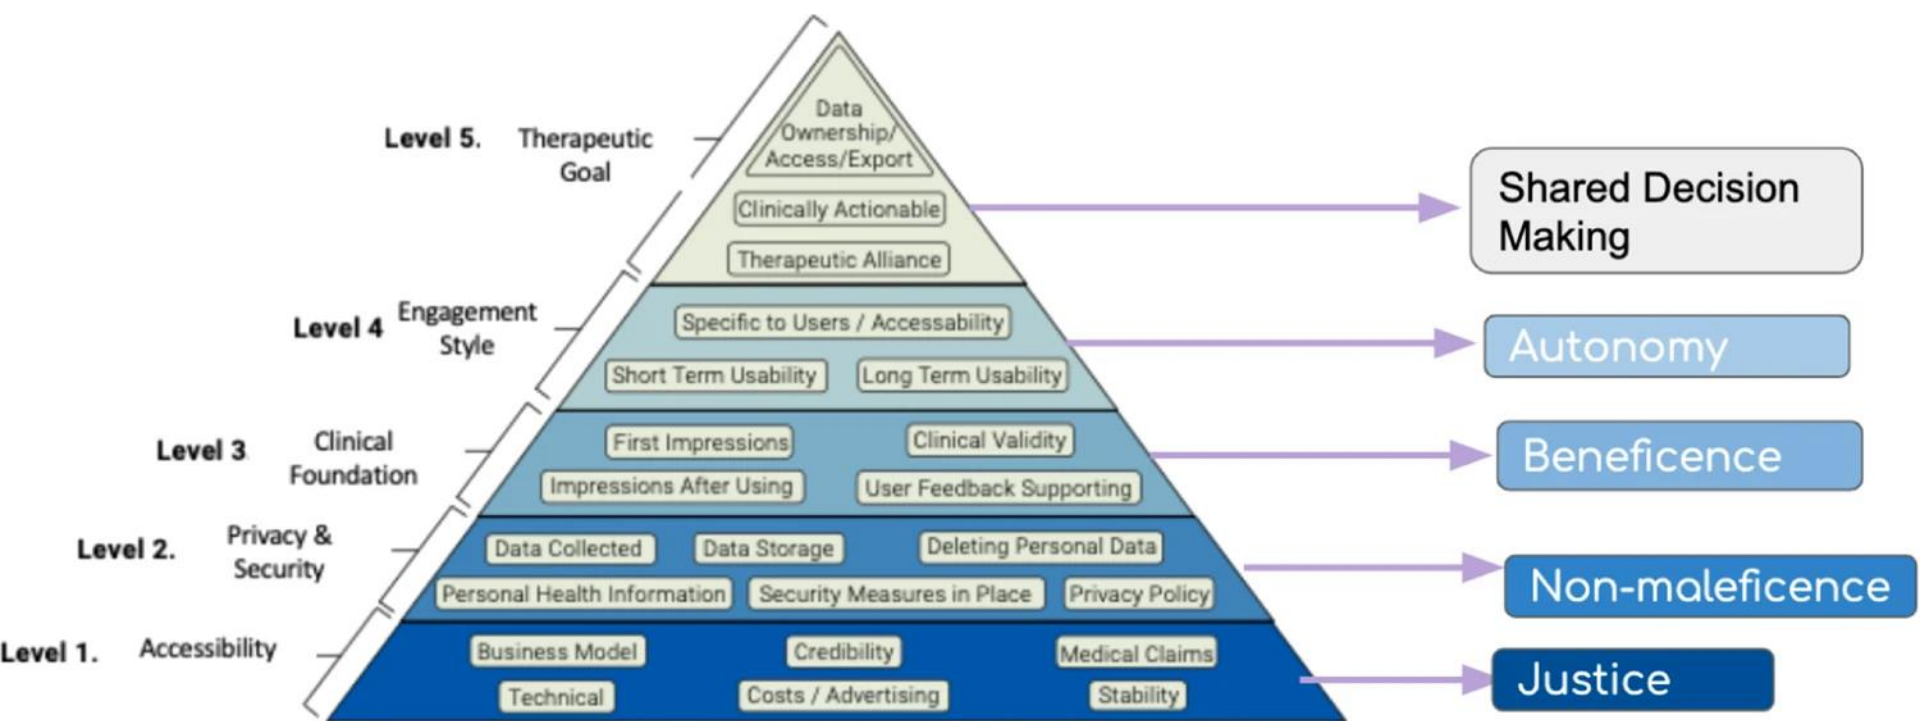 Data
Ownership/
Access/Export
Level 5. Therapeutic
Goal
Clinically Actionable
Shared Decision
Making
Therapeutic Alliance
Level 4 Engagement
Style
Specific to Users / Accessability
Autonomy
Short Term Usability Long Term Usability
Level 3 Clinical
Foundation
First Impressions Clinical Validity
Beneficence
Impressions After Using User Feedback Supporting
Level 2. Privacy &
Security
Data Collected Data Storage Deleting Personal Data
Non-maleficence
Personal Health Information Security Measures in Place Privacy Policy
Level 1. Accessibility
Business Model Credibility Medical Claims
Justice
Technical Costs / Advertising Stability